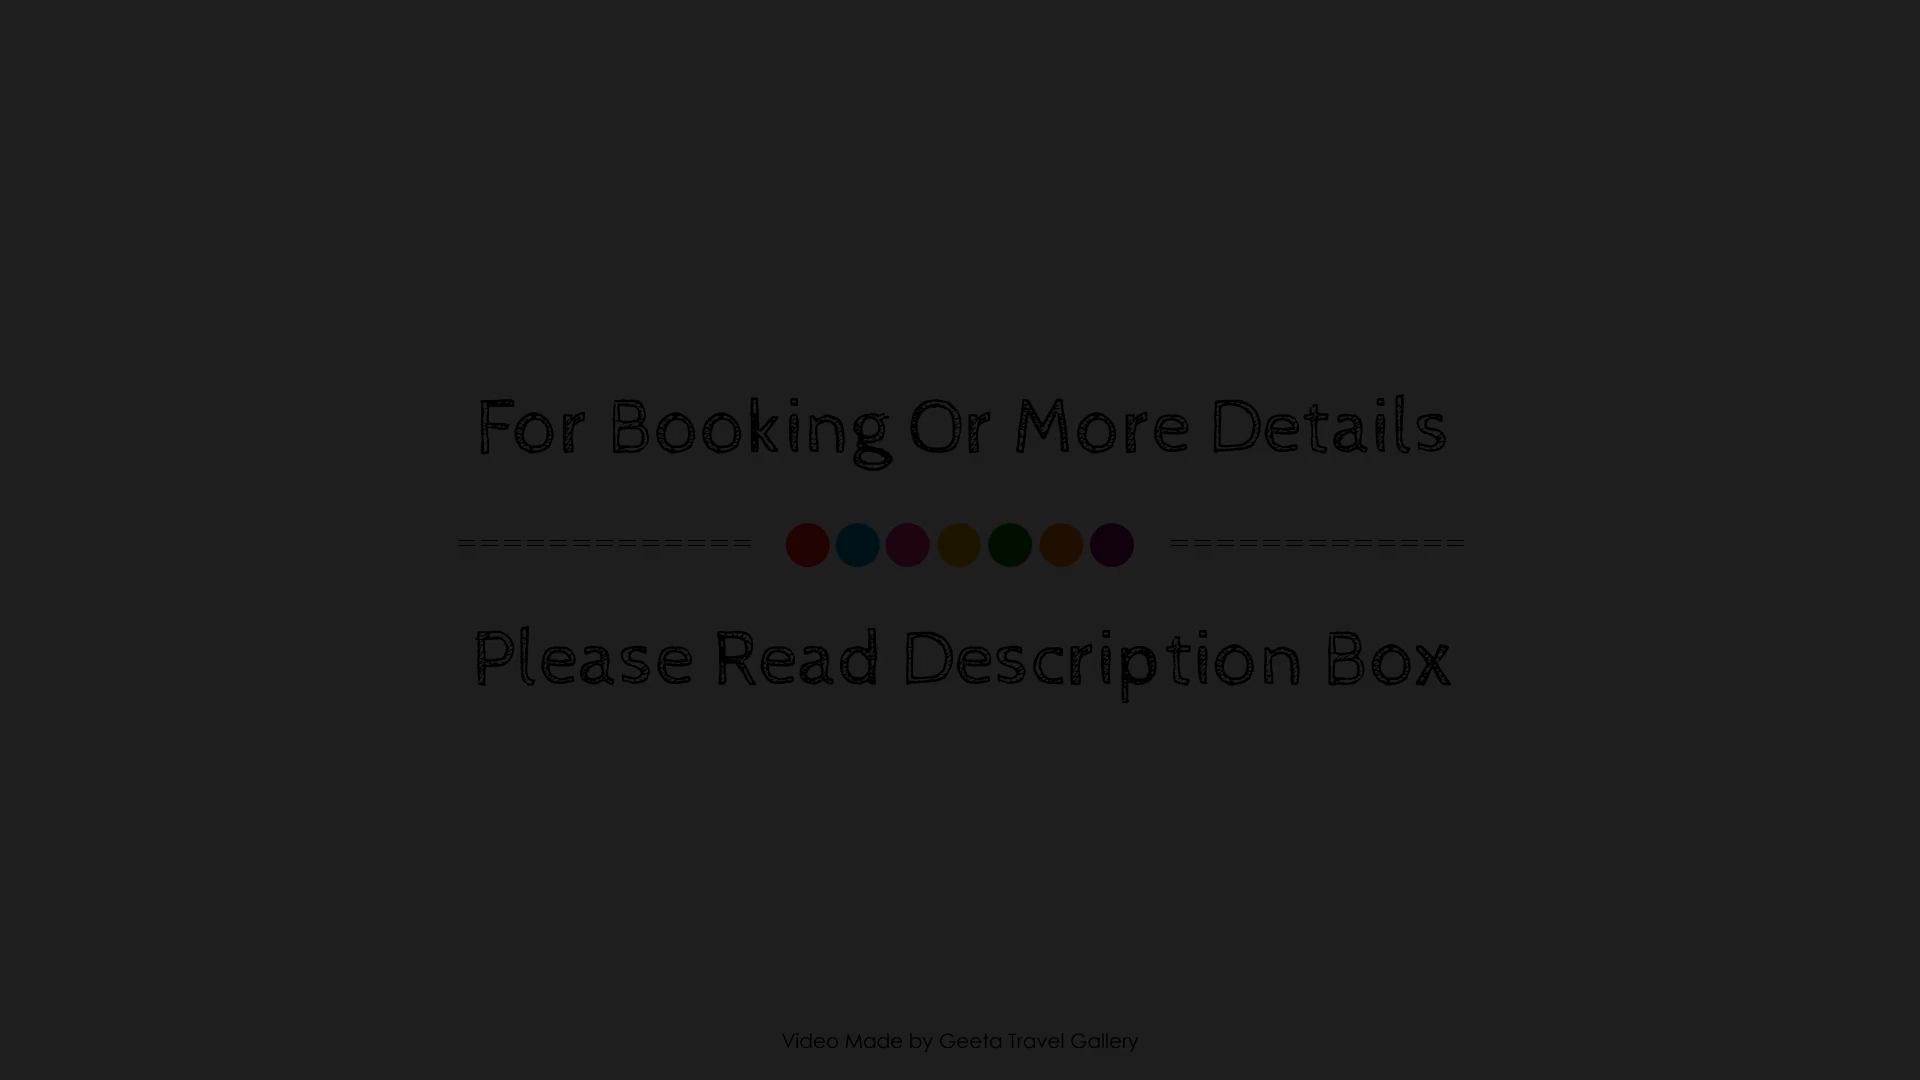 For Booking Or More Details
============= =============
Please Read Description Box
Video Made by Geeta Travel Gallery